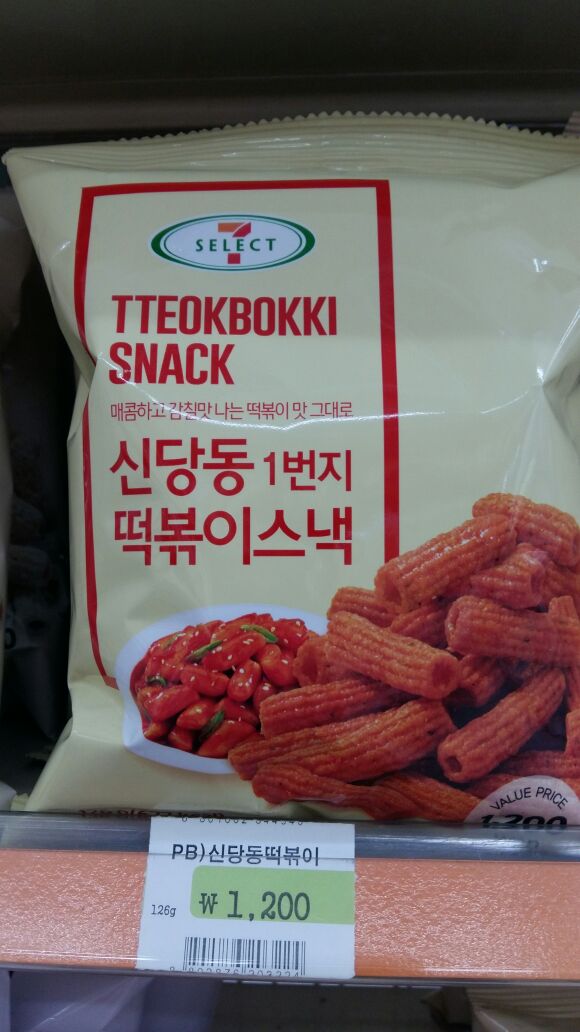 7
SELECT
TTEOKBOKKI
SNACK
매콤하고 감칠맛 나는 떡볶이 맛 그대로
신당동 1번지
떡볶이스낵
VALUE PRICE
1,200
PB)신당동떡볶이
126g
₩ 1,200